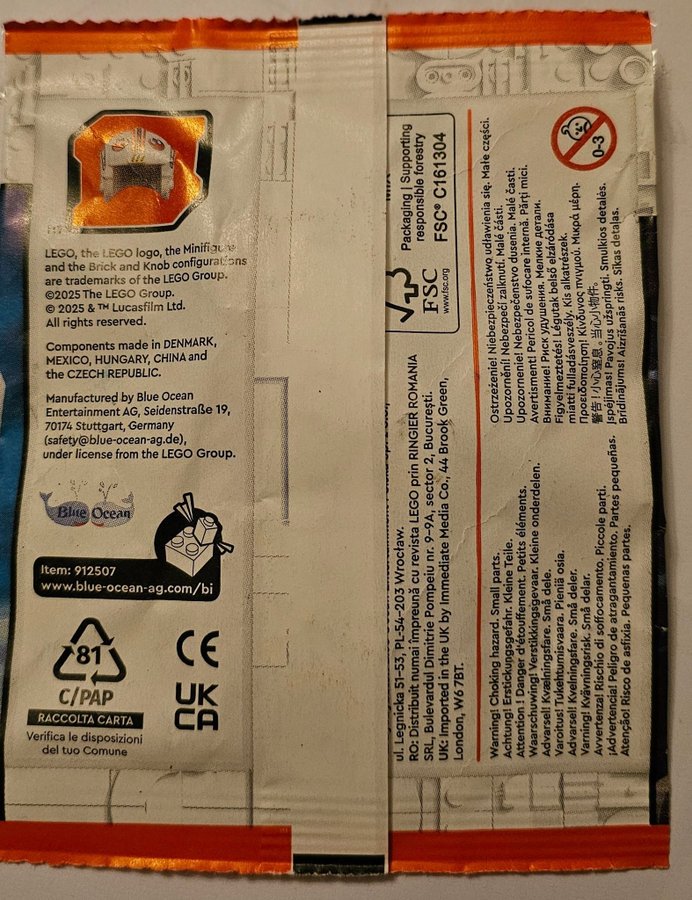 LEGO, the LEGO logo, the Minifigure
and the Brick and Knob configurations
are trademarks of the LEGO Group.
©2025 The LEGO Group.
© 2025 & ™ Lucasfilm Ltd.
All rights reserved.
Components made in DENMARK,
MEXICO, HUNGARY, CHINA and
the CZECH REPUBLIC.
Manufactured by Blue Ocean
Entertainment AG, Seidenstraße 19,
70174 Stuttgart, Germany
(safety@blue-ocean-ag.de),
under license from the LEGO Group.
Blue Ocean
Item: 912507
www.blue-ocean-ag.com/bi
81
C/PAP
RACCOLTA CARTA
Verifica le disposizioni
del tuo Comune
CE
UK
CA
MIX
Packaging | Supporting
responsible forestry
FSC® C161304
FSC
www.fsc.org
ul. Legnicka 51-53, PL-54-203 Wrocław.
RO: Distribuit numai împreună cu revista LEGO prin RINGIER ROMANIA
SRL, Bulevardul Dimitrie Pompeiu nr. 9-9A, sector 2, Bucureşti.
UK: Imported in the UK by Immediate Media Co., 44 Brook Green,
London, W6 7BT.
Warning! Choking hazard. Small parts.
Achtung! Erstickungsgefahr. Kleine Teile.
Attention ! Danger d'étouffement. Petits éléments.
Waarschuwing! Verstikkingsgevaar. Kleine onderdelen.
Advarsel! Kvælningsfare. Små dele.
Varoitus! Tukehtumisvaara. Pieniä osia.
Advarsel! Kvelningsfare. Små deler.
Varning! Kvävningsrisk. Små delar.
Avvertenza! Rischio di soffocamento. Piccole parti.
¡Advertencia! Peligro de atragantamiento. Partes pequeñas.
Atenção! Risco de asfixia. Pequenas partes.
Ostrzeżenie! Niebezpieczeństwo udławienia się. Małe części.
Upozornění! Nebezpečí zalknutí. Malé části.
Upozornenie! Nebezpečenstvo dusenia. Malé časti.
Avertisment! Pericol de sufocare internă. Părţi mici.
Внимание! Риск удушения. Мелкие детали.
Figyelmeztetés! Légutak belső elzáródása
miatti fulladásveszély. Kis alkatrészek.
Προειδοποίηση! Κίνδυνος πνιγμού. Μικρά μέρη.
警告！小心窒息。当心小物件。
Įspėjimas! Pavojus užspringti. Smulkios detalės.
Brīdinājums! Aizrīšanās risks. Sīkas detaļas.
0-3